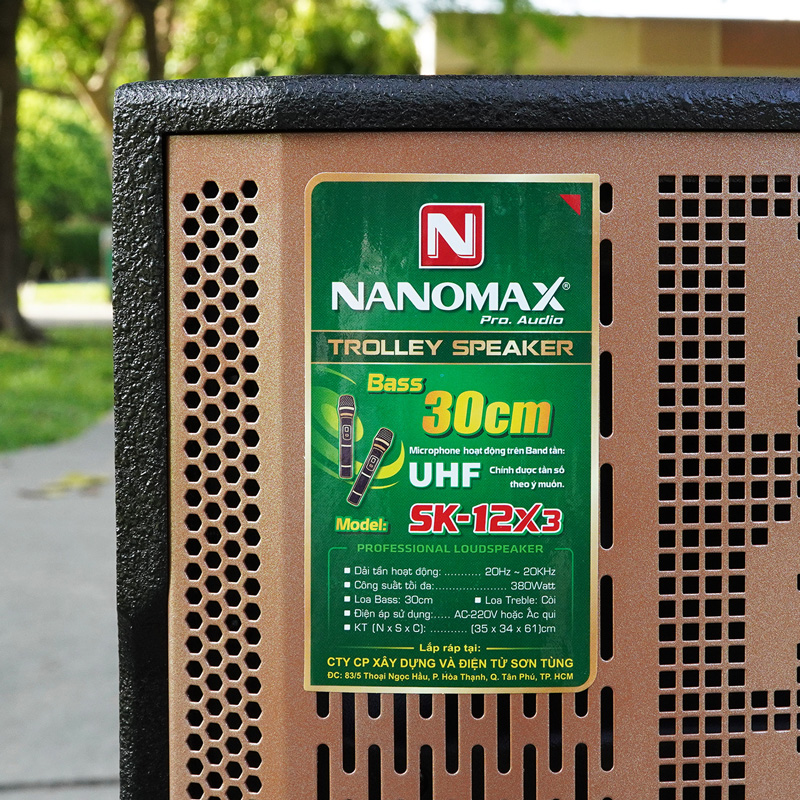 N
NANOMAX®
Pro. Audio
TROLLEY SPEAKER
Bass
30cm
Microphone hoạt động trên Band tần:
UHF Chính được tần số
theo ý muốn.
Model: SK-12X3
PROFESSIONAL LOUDSPEAKER
■ Dải tần hoạt động: ........... 20Hz ~ 20KHz
■ Công suất tối đa:...................... 380Watt
■ Loa Bass: 30cm ■ Loa Treble: Còi
■ Điện áp sử dụng:..... AC-220V hoặc Ắc qui
■ KT (N x S x C): ........... (35 x 34 x 61)cm
Lắp ráp tại:
CTY CP XÂY DỰNG VÀ ĐIỆN TỬ SƠN TÙNG
ĐC: 83/5 Thoại Ngọc Hầu, P. Hòa Thạnh, Q. Tân Phú, TP. HCM